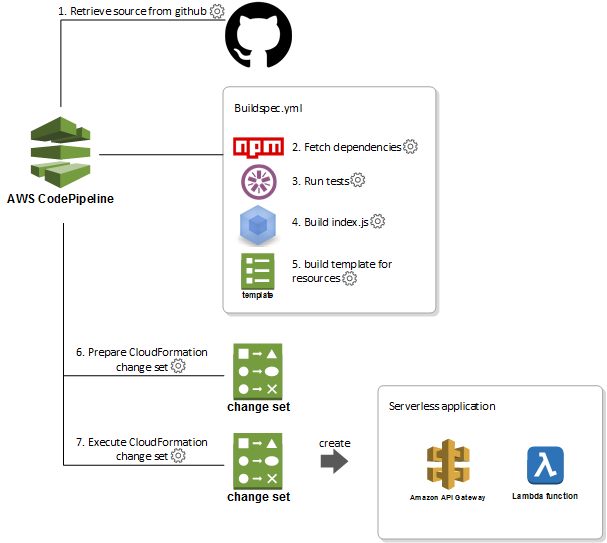 1. Retrieve source from github
Buildspec.yml
npm
2. Fetch dependencies
AWS CodePipeline
3. Run tests
4. Build index.js
5. build template for
resources
template
6. Prepare CloudFormation
change set
change set
7. Execute CloudFormation
change set
change set
create
Serverless application
Amazon API Gateway
Lambda function